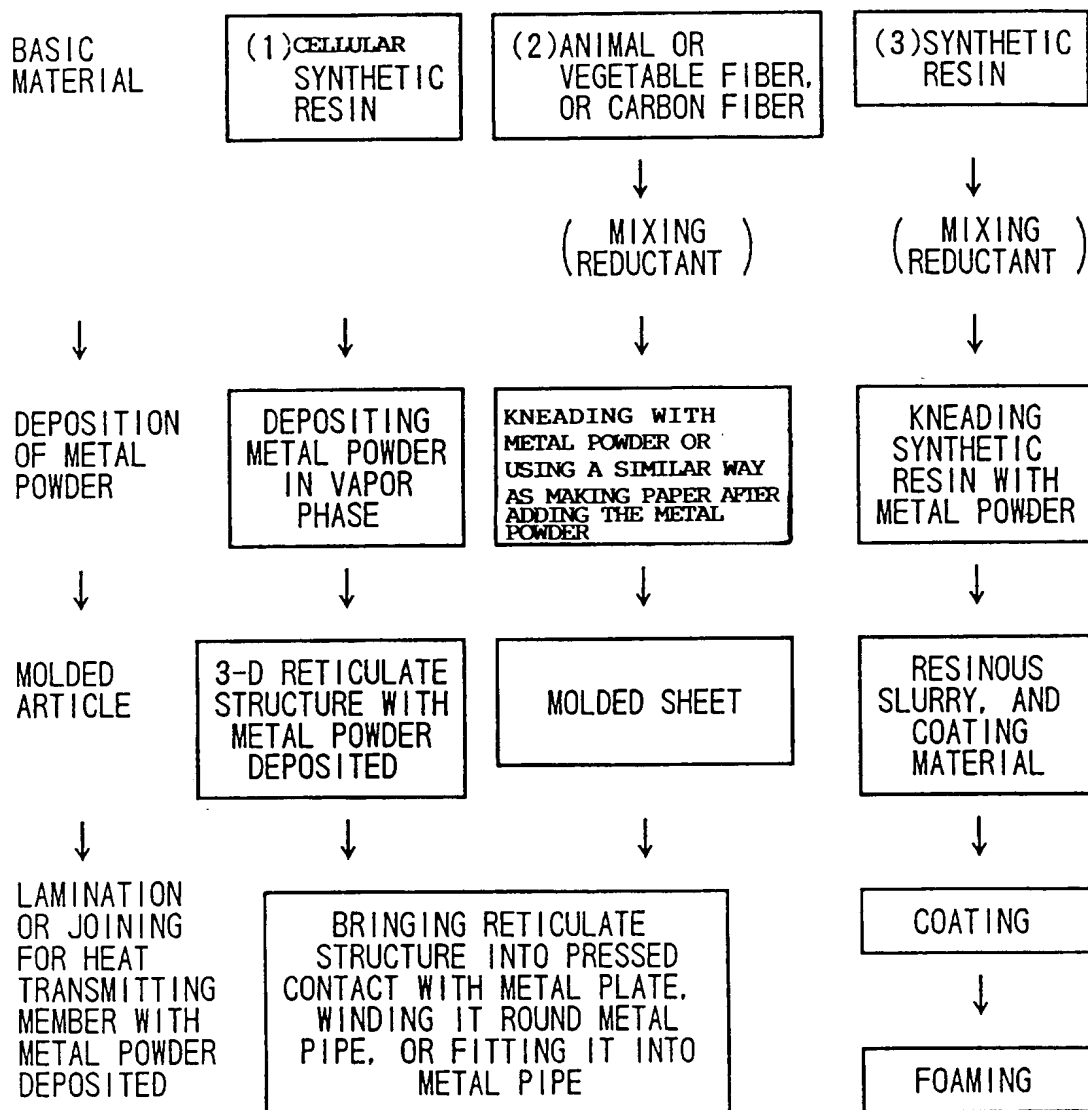 BASIC
MATERIAL
(1)CELLULAR
SYNTHETIC
RESIN
(2)ANIMAL OR
VEGETABLE FIBER,
OR CARBON FIBER
(3)SYNTHETIC
RESIN
(MIXING
REDUCTANT)
(MIXING
REDUCTANT)
DEPOSITION
OF METAL
POWDER
DEPOSITING
METAL POWDER
IN VAPOR
PHASE
KNEADING WITH
METAL POWDER OR
USING A SIMILAR WAY
AS MAKING PAPER AFTER
ADDING THE METAL
POWDER
KNEADING
SYNTHETIC
RESIN WITH
METAL POWDER
MOLDED
ARTICLE
3-D RETICULATE
STRUCTURE WITH
METAL POWDER
DEPOSITED
MOLDED SHEET
RESINOUS
SLURRY, AND
COATING
MATERIAL
LAMINATION
OR JOINING
FOR HEAT
TRANSMITTING
MEMBER WITH
METAL POWDER
DEPOSITED
BRINGING RETICULATE
STRUCTURE INTO PRESSED
CONTACT WITH METAL PLATE,
WINDING IT ROUND METAL
PIPE, OR FITTING IT INTO
METAL PIPE
COATING
FOAMING